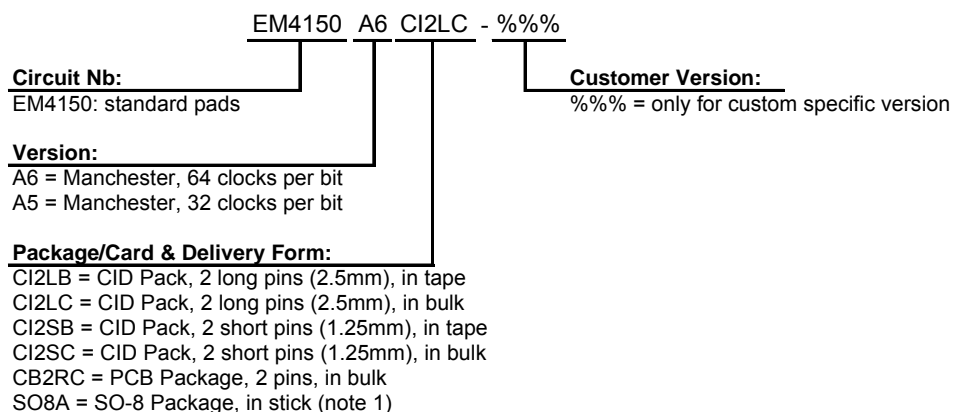 EM4150 A6 CI2LC - %%%
Circuit Nb:
EM4150: standard pads
Customer Version:
%%% = only for custom specific version
Version:
A6 = Manchester, 64 clocks per bit
A5 = Manchester, 32 clocks per bit
Package/Card & Delivery Form:
CI2LB = CID Pack, 2 long pins (2.5mm), in tape
CI2LC = CID Pack, 2 long pins (2.5mm), in bulk
CI2SB = CID Pack, 2 short pins (1.25mm), in tape
CI2SC = CID Pack, 2 short pins (1.25mm), in bulk
CB2RC = PCB Package, 2 pins, in bulk
SO8A = SO-8 Package, in stick (note 1)